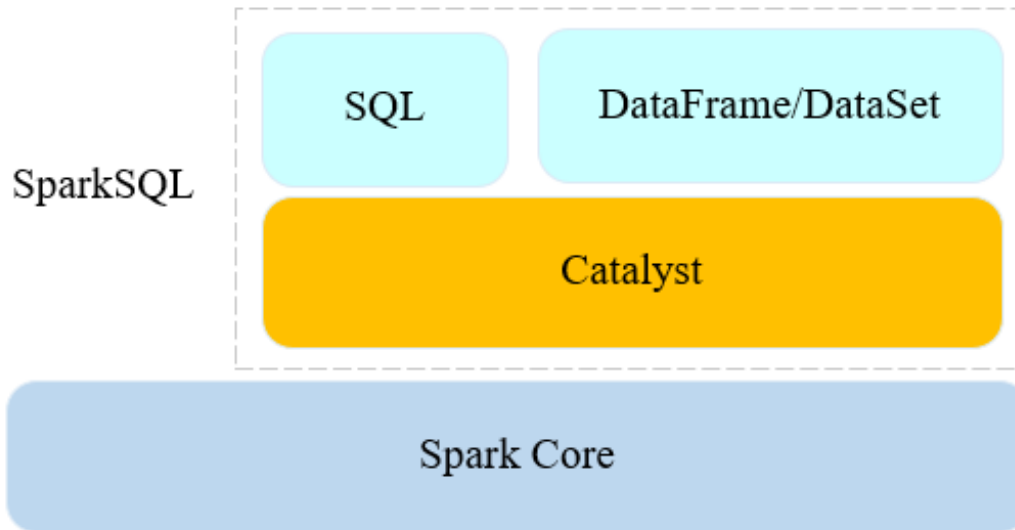 SQL
DataFrame/DataSet
SparkSQL
Catalyst
Spark Core